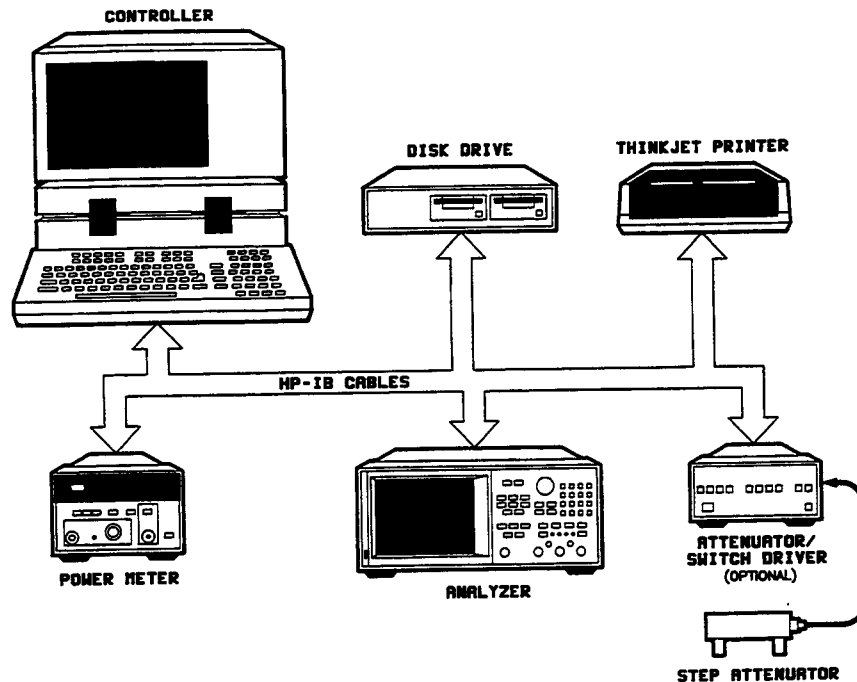 CONTROLLER
DISK DRIVE
THINKJET PRINTER
HP-IB CABLES
POWER METER
ANALYZER
ATTENUATOR/
SWITCH DRIVER
(OPTIONAL)
STEP ATTENUATOR